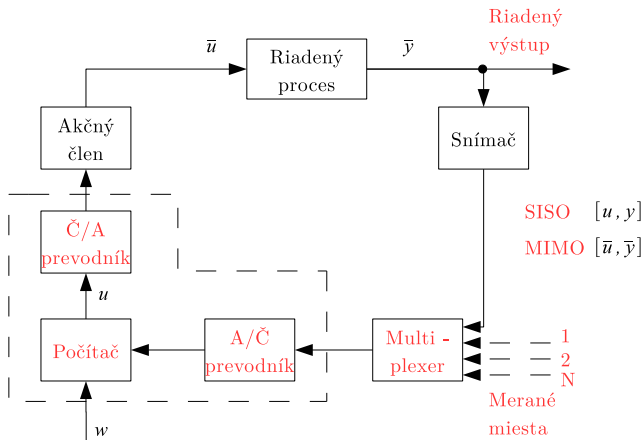 Riadený
výstup
u̅
y̅
Riadený
proces
Akčný
člen
Snímač
SISO [u, y]
MIMO [u̅, y̅]
Č/A
prevodník
u
Počítač
A/Č
prevodník
Multi -
plexer
1
2
N
Merané
miesta
w